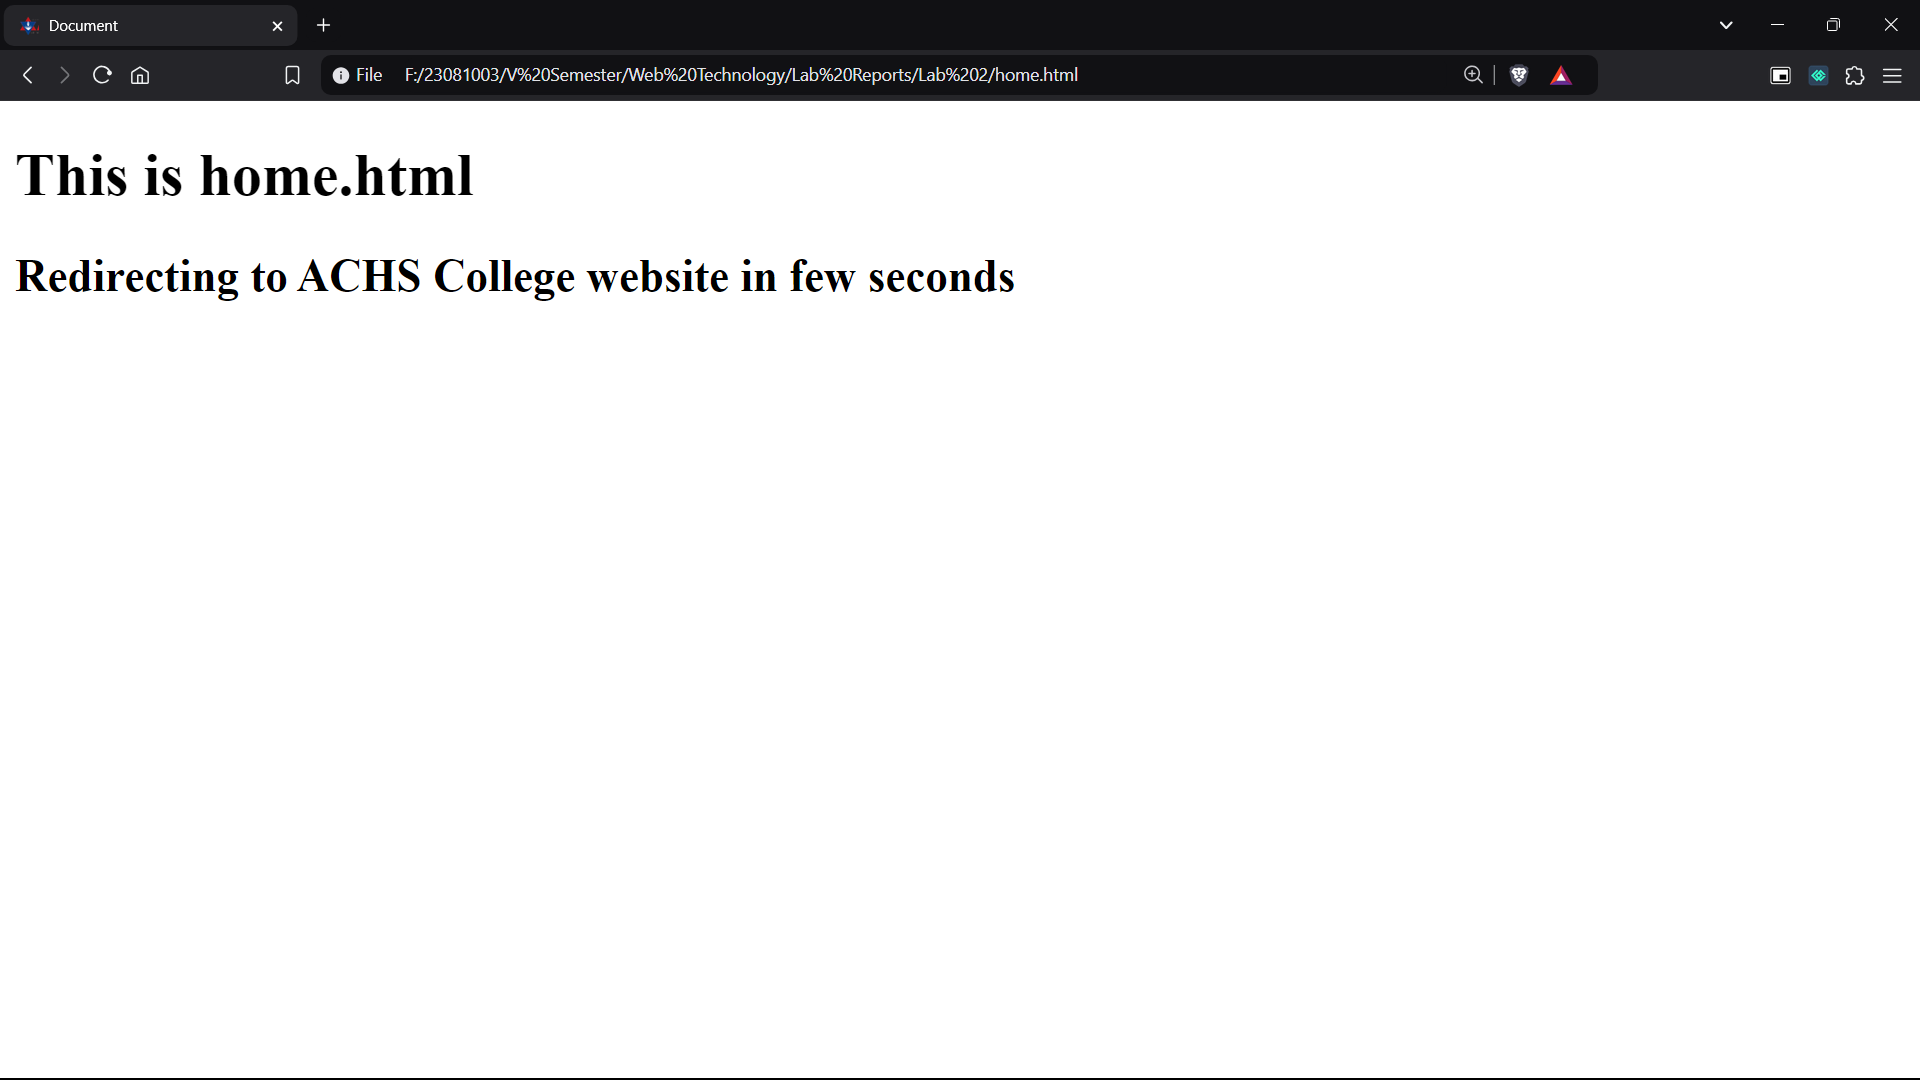 Document
File F:/23081003/V%20Semester/Web%20Technology/Lab%20Reports/Lab%202/home.html
This is home.html
Redirecting to ACHS College website in few seconds